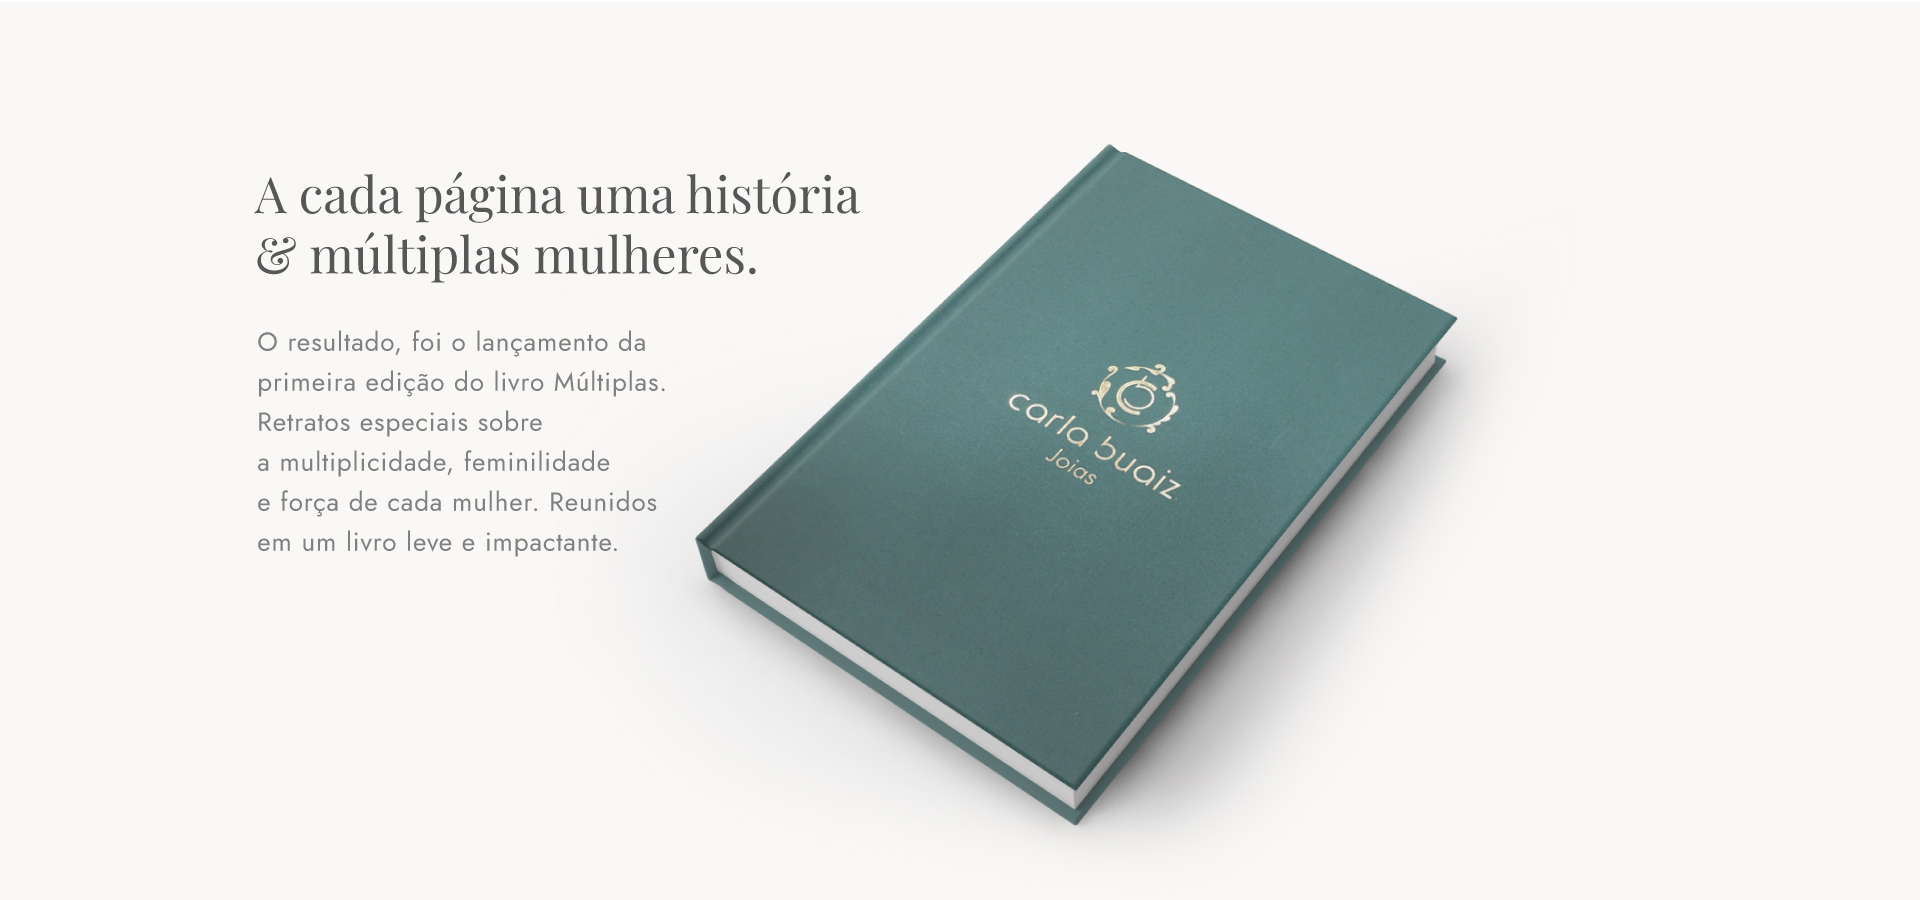 A cada página uma história
& múltiplas mulheres.
O resultado, foi o lançamento da
primeira edição do livro Múltiplas.
Retratos especiais sobre
a multiplicidade, feminilidade
e força de cada mulher. Reunidos
em um livro leve e impactante.
carla buaiz
Joias